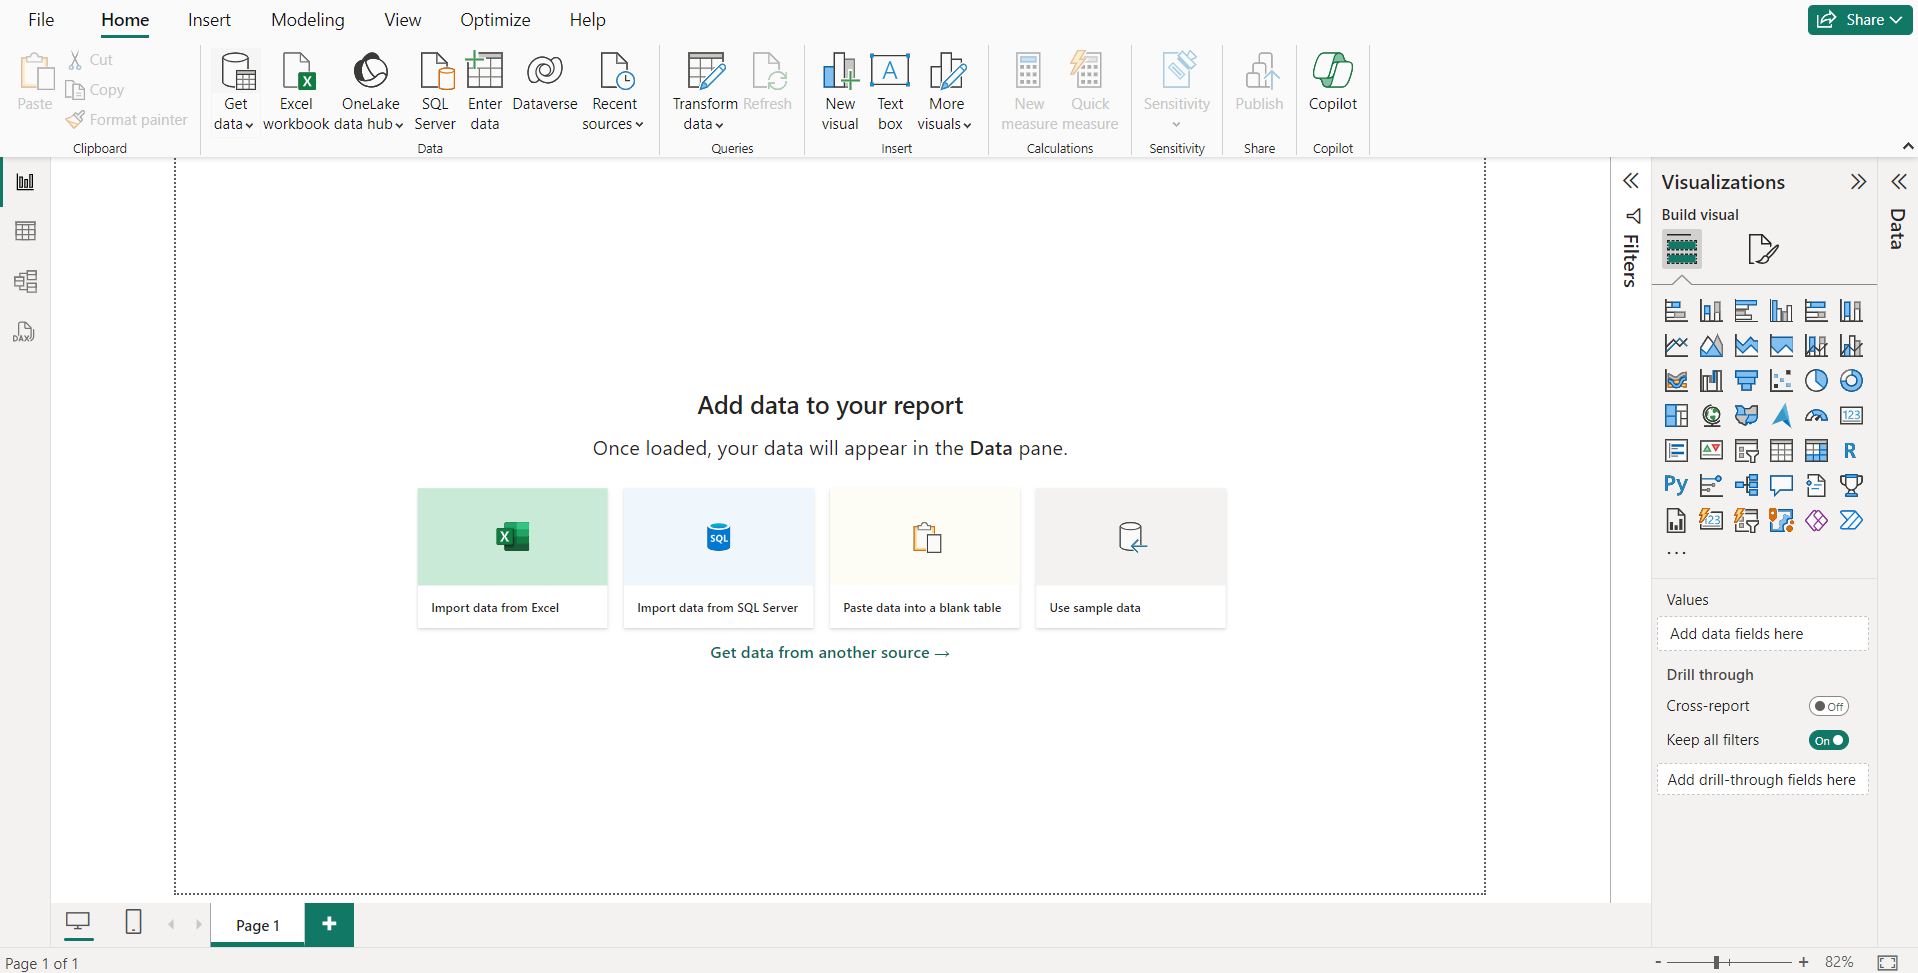 File Home Insert Modeling View Optimize Help
Share
Paste
Cut
Copy
Format painter
Clipboard
Get
data
Excel
workbook
OneLake
data hub
SQL
Server
Enter
data
Dataverse
Recent
sources
Data
Transform
data
Refresh
Queries
New
visual
A
Text
box
More
visuals
Insert
New
measure
Quick
measure
Calculations
Sensitivity
Sensitivity
Publish
Share
Copilot
Copilot
DAX
Add data to your report
Once loaded, your data will appear in the Data pane.
X
Import data from Excel
SQL
Import data from SQL Server
Paste data into a blank table
Use sample data
Get data from another source →
Filters
Visualizations
Build visual
123
R
Py
123
...
Values
Add data fields here
Drill through
Cross-report
Off
Keep all filters
On
Add drill-through fields here
Data
Page 1
+
Page 1 of 1
- + 82%